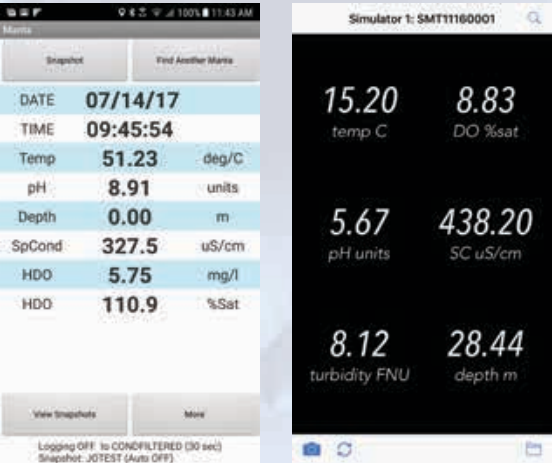 100% 11:43 AM
Manta
Snapshot
Find Another Manta
DATE 07/14/17
TIME 09:45:54
Temp 51.23 deg/C
pH 8.91 units
Depth 0.00 m
SpCond 327.5 uS/cm
HDO 5.75 mg/l
HDO 110.9 %Sat
View Snapshots
More
Logging OFF to CONDFILTERED (30 sec)
Snapshot: JOTEST (Auto OFF)
Simulator 1: SMT11160001
15.20
temp C
8.83
DO %sat
5.67
pH units
438.20
SC uS/cm
8.12
turbidity FNU
28.44
depth m